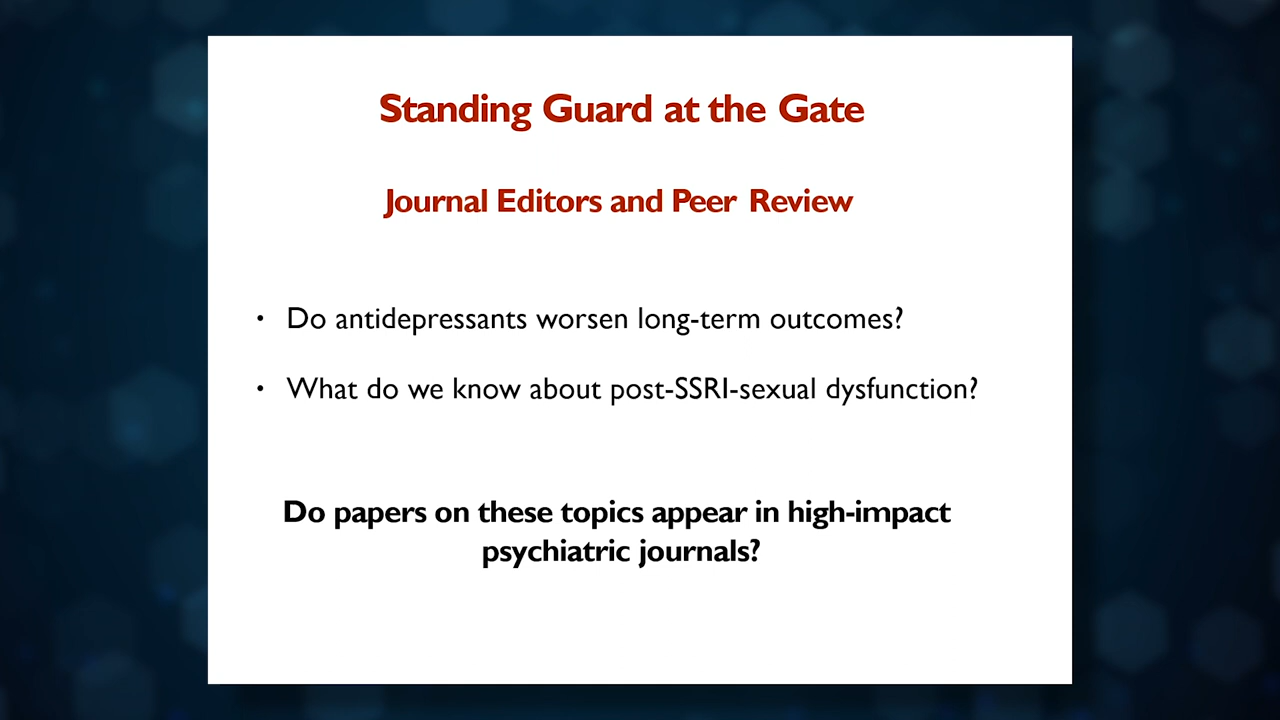 Standing Guard at the Gate
Journal Editors and Peer Review
• Do antidepressants worsen long-term outcomes?
• What do we know about post-SSRI-sexual dysfunction?
Do papers on these topics appear in high-impact
psychiatric journals?